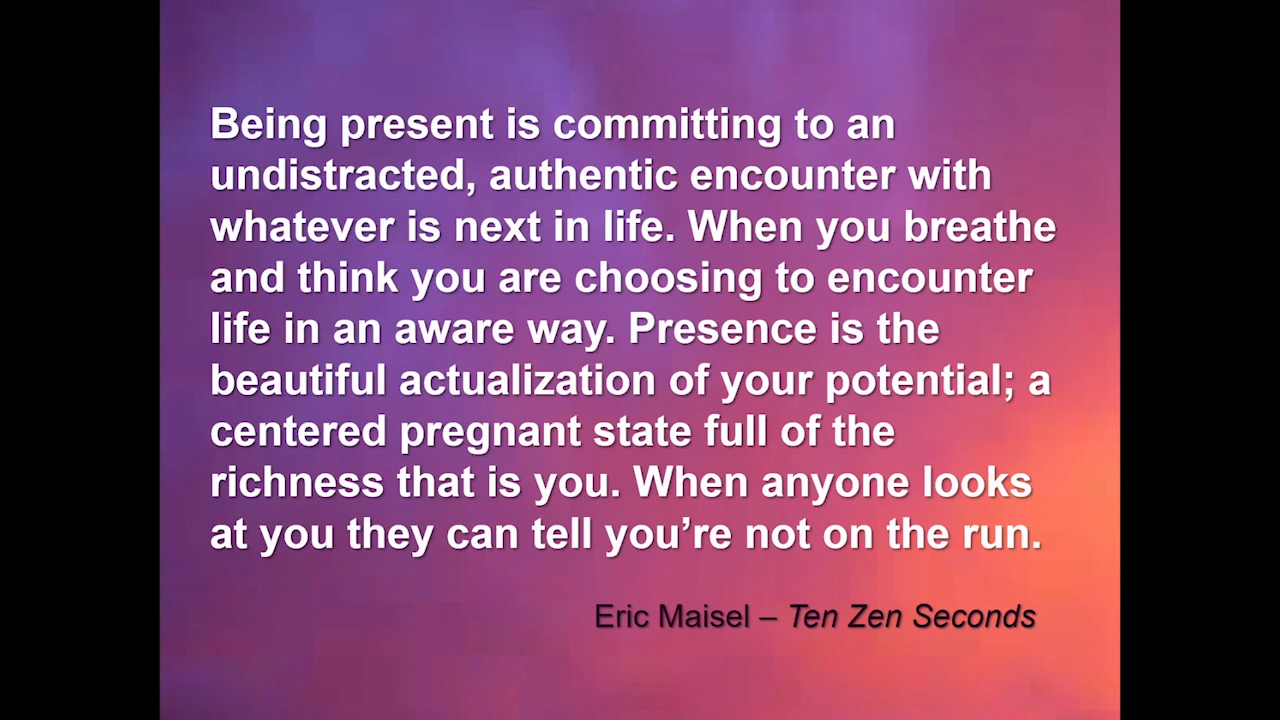 Being present is committing to an
undistracted, authentic encounter with
whatever is next in life. When you breathe
and think you are choosing to encounter
life in an aware way. Presence is the
beautiful actualization of your potential; a
centered pregnant state full of the
richness that is you. When anyone looks
at you they can tell you’re not on the run.
Eric Maisel – Ten Zen Seconds